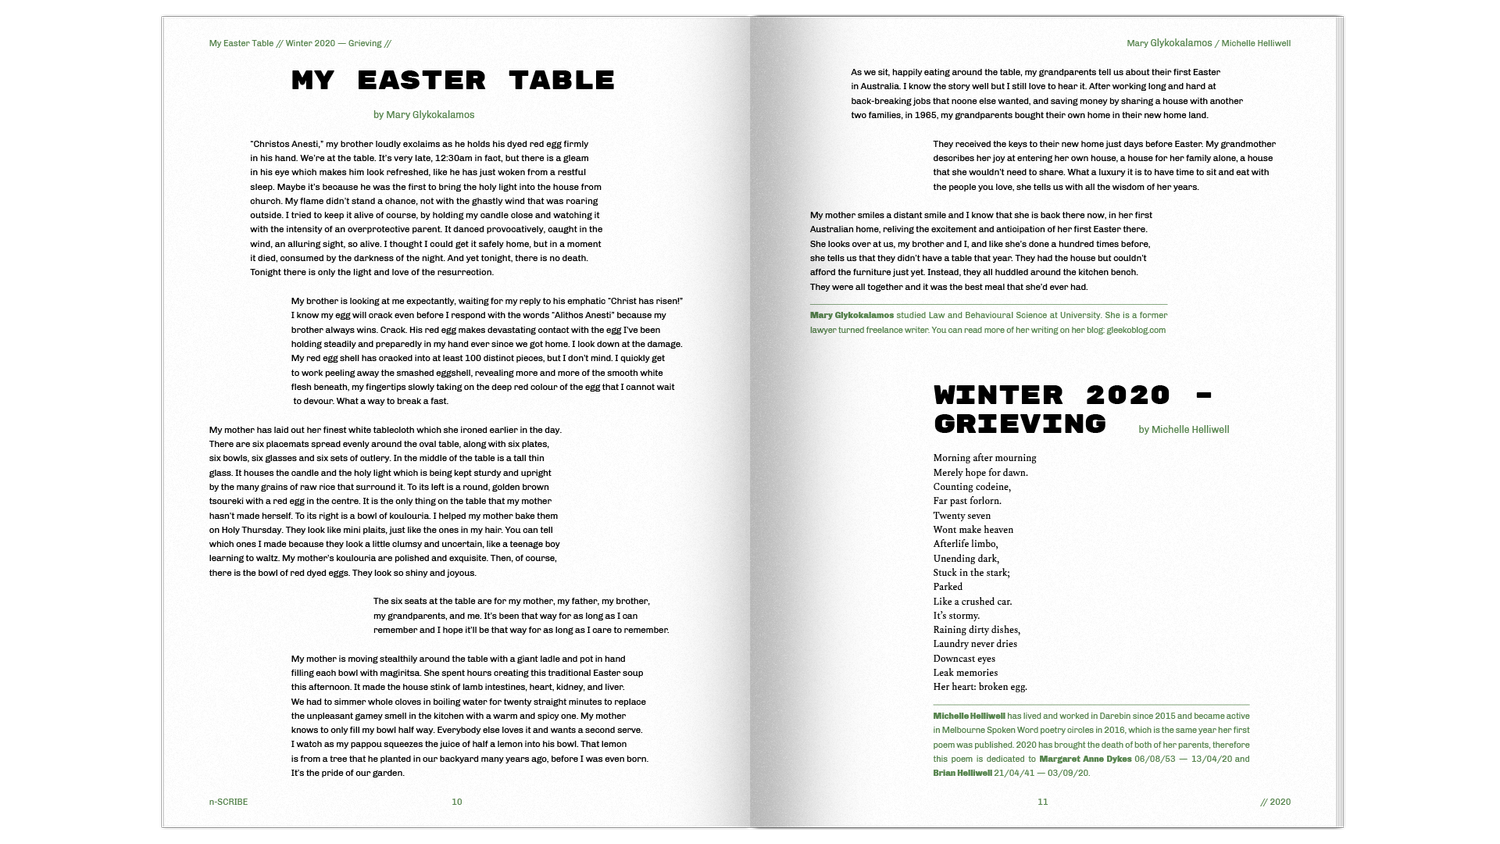 My Easter Table // Winter 2020 — Grieving //
MY EASTER TABLE
by Mary Glykokalamos
"Christos Anesti," my brother loudly exclaims as he holds his dyed red egg firmly
in his hand. We're at the table. It's very late, 12:30am in fact, but there is a gleam
in his eye which makes him look refreshed, like he has just woken from a restful
sleep. Maybe it's because he was the first to bring the holy light into the house from
church. My flame didn't stand a chance, not with the ghastly wind that was roaring
outside. I tried to keep it alive of course, by holding my candle close and watching it
with the intensity of an overprotective parent. It danced provocatively, caught in the
wind, an alluring sight, so alive. I thought I could get it safely home, but in a moment
it died, consumed by the darkness of the night. And yet tonight, there is no death.
Tonight there is only the light and love of the resurrection.
My brother is looking at me expectantly, waiting for my reply to his emphatic "Christ has risen!"
I know my egg will crack even before I respond with the words "Alithos Anesti" because my
brother always wins. Crack. His red egg makes devastating contact with the egg I've been
holding steadily and preparedly in my hand ever since we got home. I look down at the damage.
My red egg shell has cracked into at least 100 distinct pieces, but I don't mind. I quickly get
to work peeling away the smashed eggshell, revealing more and more of the smooth white
flesh beneath, my fingertips slowly taking on the deep red colour of the egg that I cannot wait
to devour. What a way to break a fast.
My mother has laid out her finest white tablecloth which she ironed earlier in the day.
There are six placemats spread evenly around the oval table, along with six plates,
six bowls, six glasses and six sets of cutlery. In the middle of the table is a tall thin
glass. It houses the candle and the holy light which is being kept sturdy and upright
by the many grains of raw rice that surround it. To its left is a round, golden brown
tsoureki with a red egg in the centre. It is the only thing on the table that my mother
hasn't made herself. To its right is a bowl of koulouria. I helped my mother bake them
on Holy Thursday. They look like mini plaits, just like the ones in my hair. You can tell
which ones I made because they look a little clumsy and uncertain, like a teenage boy
learning to waltz. My mother's koulouria are polished and exquisite. Then, of course,
there is the bowl of red dyed eggs. They look so shiny and joyous.
The six seats at the table are for my mother, my father, my brother,
my grandparents, and me. It's been that way for as long as I can
remember and I hope it'll be that way for as long as I care to remember.
My mother is moving stealthily around the table with a giant ladle and pot in hand
filling each bowl with magiritsa. She spent hours creating this traditional Easter soup
this afternoon. It made the house stink of lamb intestines, heart, kidney, and liver.
We had to simmer whole cloves in boiling water for twenty straight minutes to replace
the unpleasant gamey smell in the kitchen with a warm and spicy one. My mother
knows to only fill my bowl half way. Everybody else loves it and wants a second serve.
I watch as my pappou squeezes the juice of half a lemon into his bowl. That lemon
is from a tree that he planted in our backyard many years ago, before I was even born.
It's the pride of our garden.
n-SCRIBE
10
Mary Glykokalamos / Michelle Helliwell
As we sit, happily eating around the table, my grandparents tell us about their first Easter
in Australia. I know the story well but I still love to hear it. After working long and hard at
back-breaking jobs that noone else wanted, and saving money by sharing a house with another
two families, in 1965, my grandparents bought their own home in their new home land.
They received the keys to their new home just days before Easter. My grandmother
describes her joy at entering her own house, a house for her family alone, a house
that she wouldn't need to share. What a luxury it is to have time to sit and eat with
the people you love, she tells us with all the wisdom of her years.
My mother smiles a distant smile and I know that she is back there now, in her first
Australian home, reliving the excitement and anticipation of her first Easter there.
She looks over at us, my brother and I, and like she's done a hundred times before,
she tells us that they didn't have a table that year. They had the house but couldn't
afford the furniture just yet. Instead, they all huddled around the kitchen bench.
They were all together and it was the best meal that she'd ever had.
Mary Glykokalamos studied Law and Behavioural Science at University. She is a former
lawyer turned freelance writer. You can read more of her writing on her blog: gleekoblog.com
WINTER 2020 –
GRIEVING by Michelle Helliwell
Morning after mourning
Merely hope for dawn.
Counting codeine,
Far past forlorn.
Twenty seven
Wont make heaven
Afterlife limbo,
Unending dark,
Stuck in the stark;
Parked
Like a crushed car.
It's stormy.
Raining dirty dishes,
Laundry never dries
Downcast eyes
Leak memories
Her heart: broken egg.
Michelle Helliwell has lived and worked in Darebin since 2015 and became active
in Melbourne Spoken Word poetry circles in 2016, which is the same year her first
poem was published. 2020 has brought the death of both of her parents, therefore
this poem is dedicated to Margaret Anne Dykes 06/08/53 — 13/04/20 and
Brian Helliwell 21/04/41 — 03/09/20.
11
// 2020